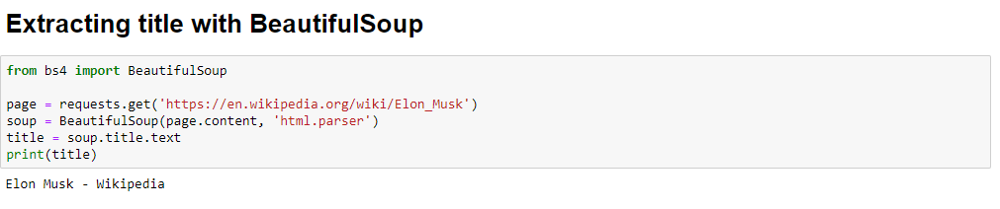 Extracting title with BeautifulSoup
from bs4 import BeautifulSoup
page = requests.get('https://en.wikipedia.org/wiki/Elon_Musk')
soup = BeautifulSoup(page.content, 'html.parser')
title = soup.title.text
print(title)
Elon Musk - Wikipedia